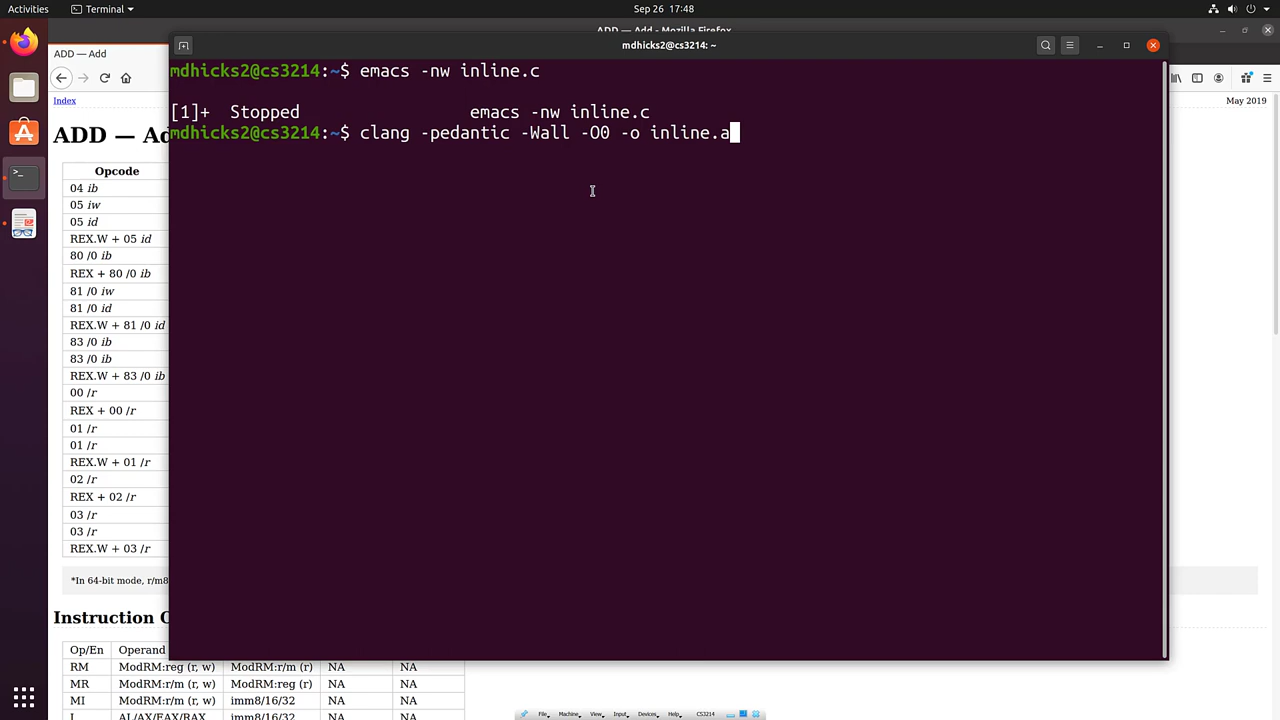 Activities
Terminal
Sep 26 17:48
ADD — Add - Mozilla Firefox
mdhicks2@cs3214: ~
ADD — Add
Index
May 2019
ADD — Ad
mdhicks2@cs3214:~$ emacs -nw inline.c
[1]+ Stopped emacs -nw inline.c
mdhicks2@cs3214:~$ clang -pedantic -Wall -O0 -o inline.a
Opcode
04 ib
05 iw
05 id
REX.W + 05 id
80 /0 ib
REX + 80 /0 ib
81 /0 iw
81 /0 id
REX.W + 81 /0 id
83 /0 ib
83 /0 ib
REX.W + 83 /0 ib
00 /r
REX + 00 /r
01 /r
01 /r
REX.W + 01 /r
02 /r
REX + 02 /r
03 /r
03 /r
REX.W + 03 /r
*In 64-bit mode, r/m8
Instruction O
Op/En Operand
RM ModRM:reg (r, w) ModRM:r/m (r) NA NA
MR ModRM:r/m (r, w) ModRM:reg (r) NA NA
MI ModRM:r/m (r, w) imm8/16/32 NA NA
I AL/AX/EAX/RAX imm8/16/32 NA NA
File Machine View Input Devices Help CS3214